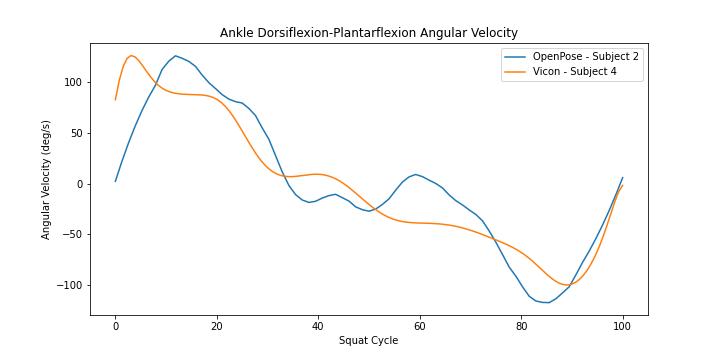 Ankle Dorsiflexion-Plantarflexion Angular Velocity
OpenPose - Subject 2
Vicon - Subject 4
Angular Velocity (deg/s)
100
50
0
−50
−100
0 20 40 60 80 100
Squat Cycle